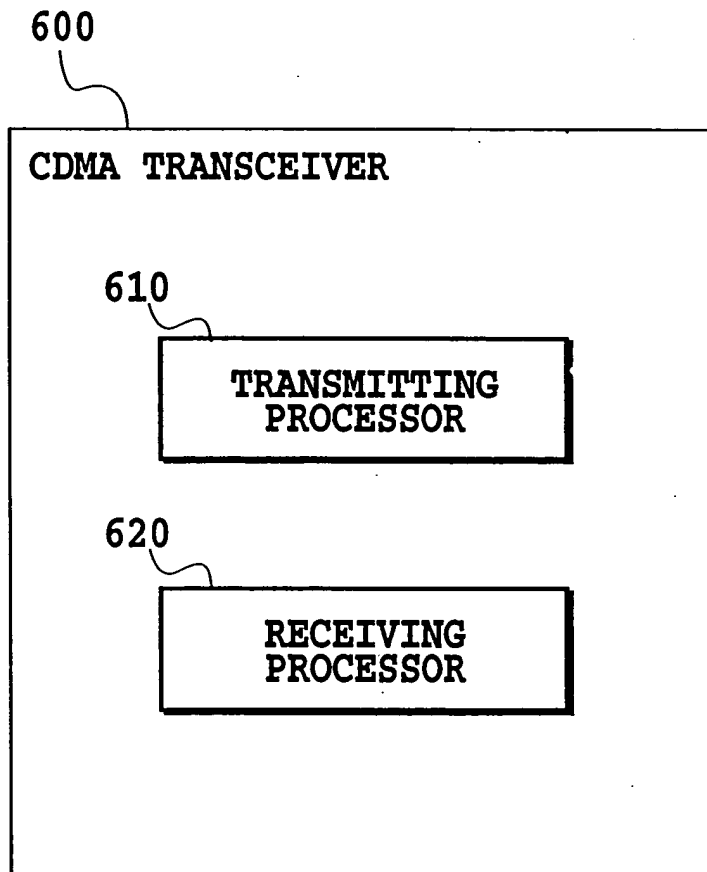 600
CDMA TRANSCEIVER
610
TRANSMITTING
PROCESSOR
620
RECEIVING
PROCESSOR